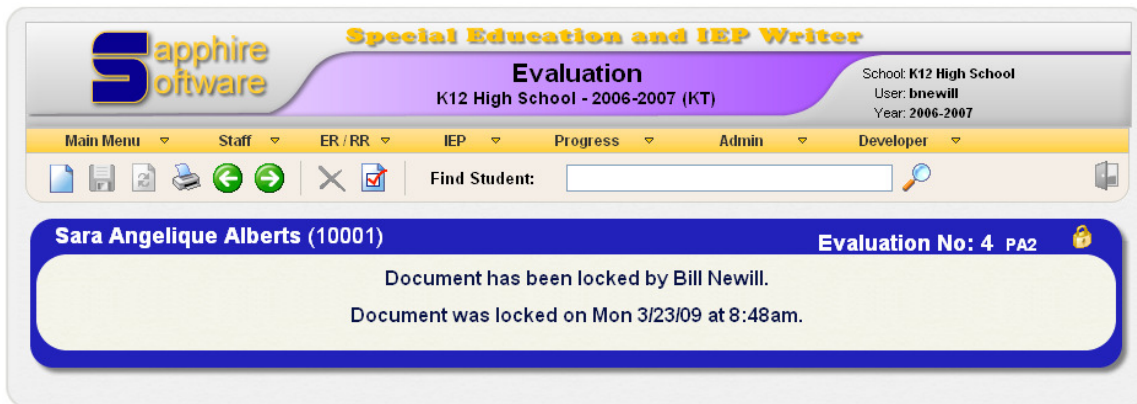 Sapphire
Software
Special Education and IEP Writer
Evaluation
K12 High School - 2006-2007 (KT)
School: K12 High School
User: bnewill
Year: 2006-2007
Main Menu Staff ER / RR IEP Progress Admin Developer
Find Student:
Sara Angelique Alberts (10001)
Evaluation No: 4 PA2
Document has been locked by Bill Newill.
Document was locked on Mon 3/23/09 at 8:48am.